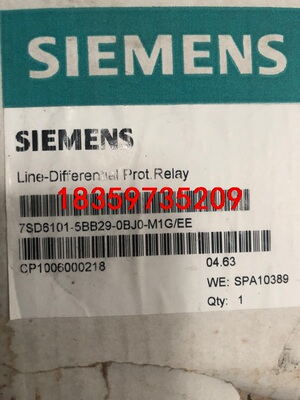 SIEMENS
SIEMENS
Line-Differential Prot.Relay
18359735209
7SD6101-5BB29-0BJ0-M1G/EE
CP1006000218
04.63
WE: SPA10389
Qty: 1